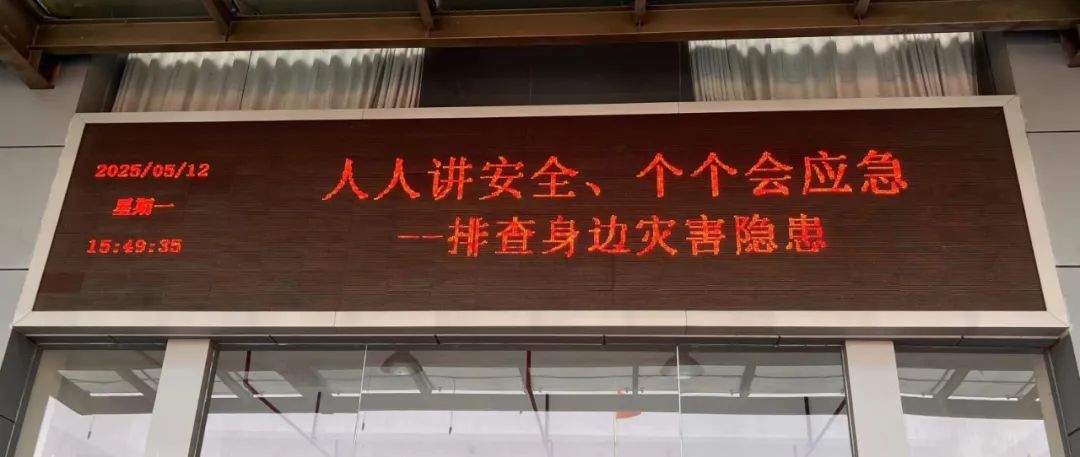 2025/05/12
星期一
15:49:35
人人讲安全、个个会应急
--排查身边灾害隐患